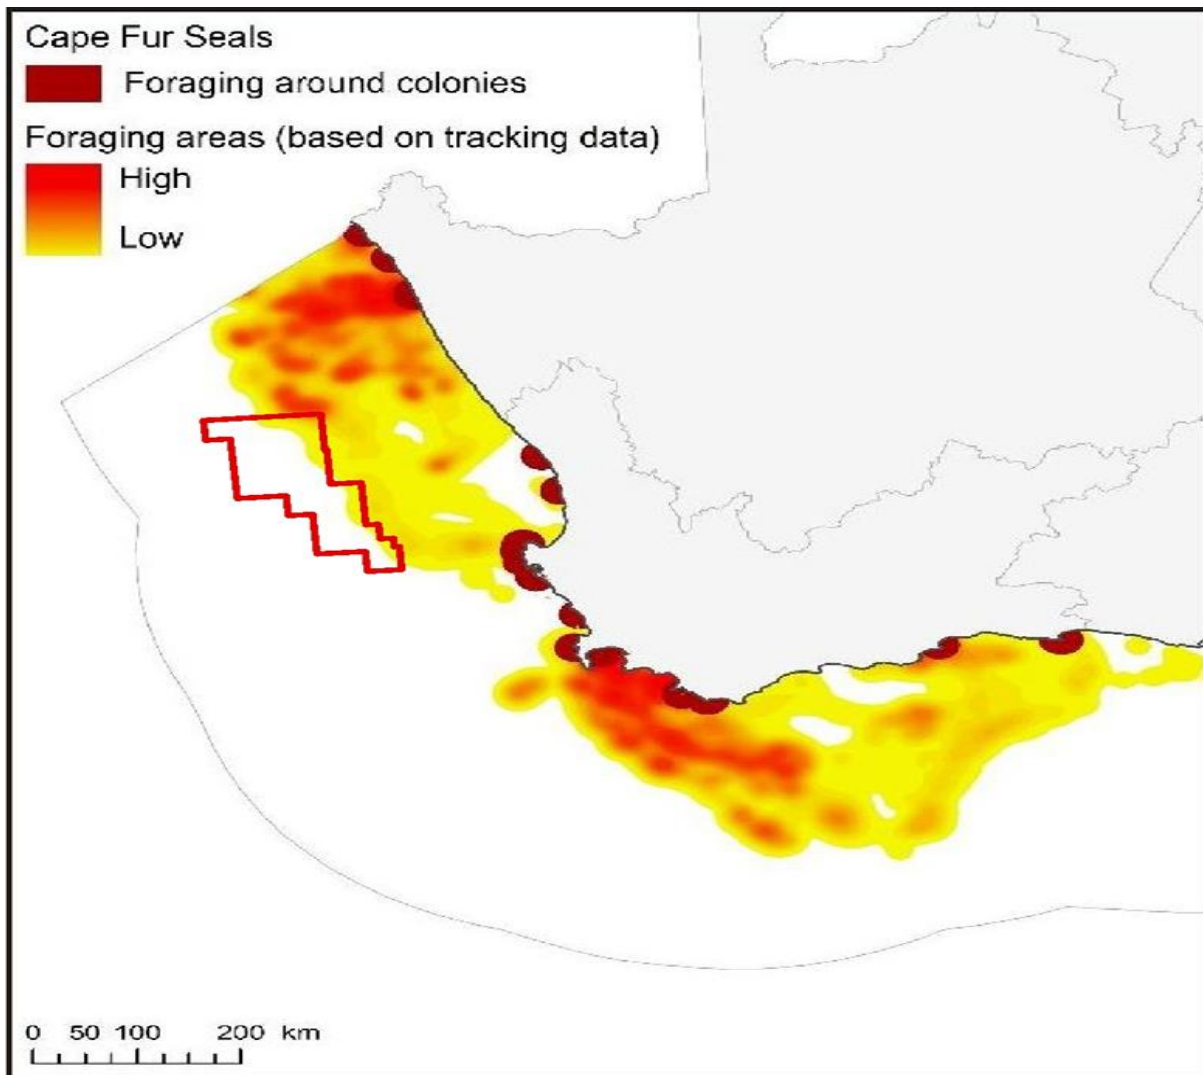 Cape Fur Seals
Foraging around colonies
Foraging areas (based on tracking data)
High
Low
0 50 100 200 km